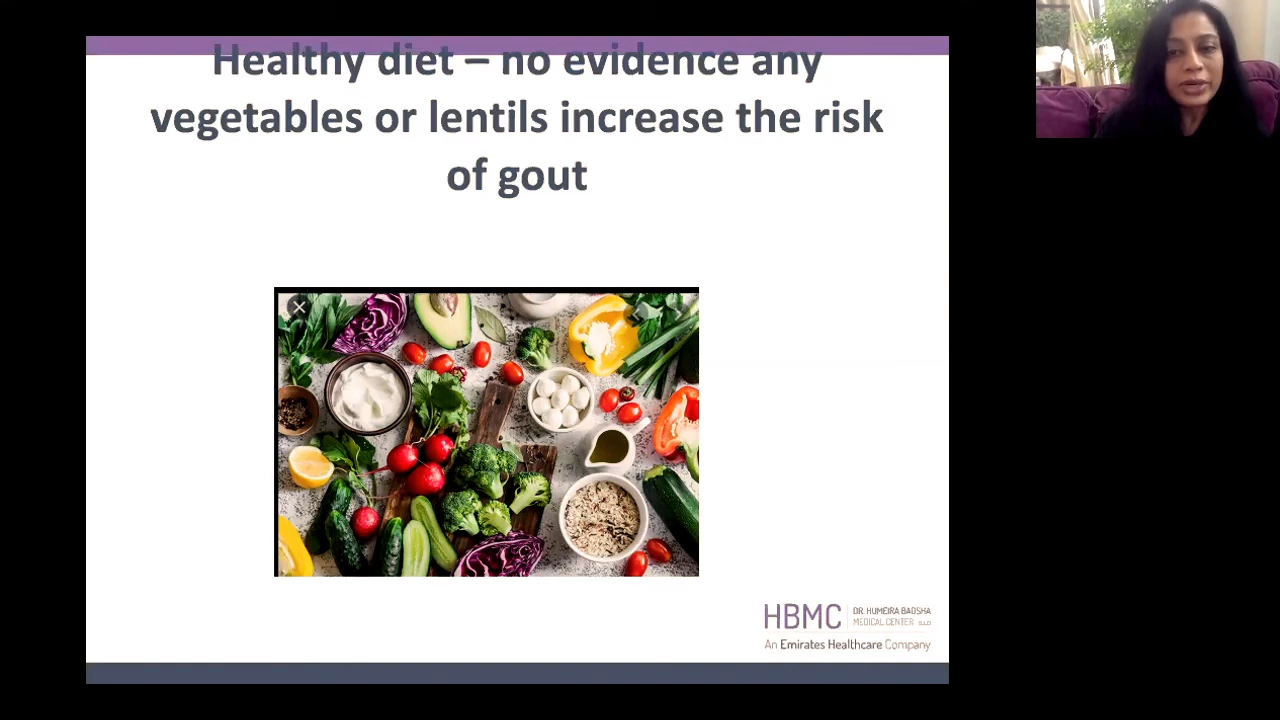 Healthy diet – no evidence any
vegetables or lentils increase the risk
of gout
HBMC
DR. HUMEIRA BADSHA
MEDICAL CENTER
An Emirates Healthcare Company